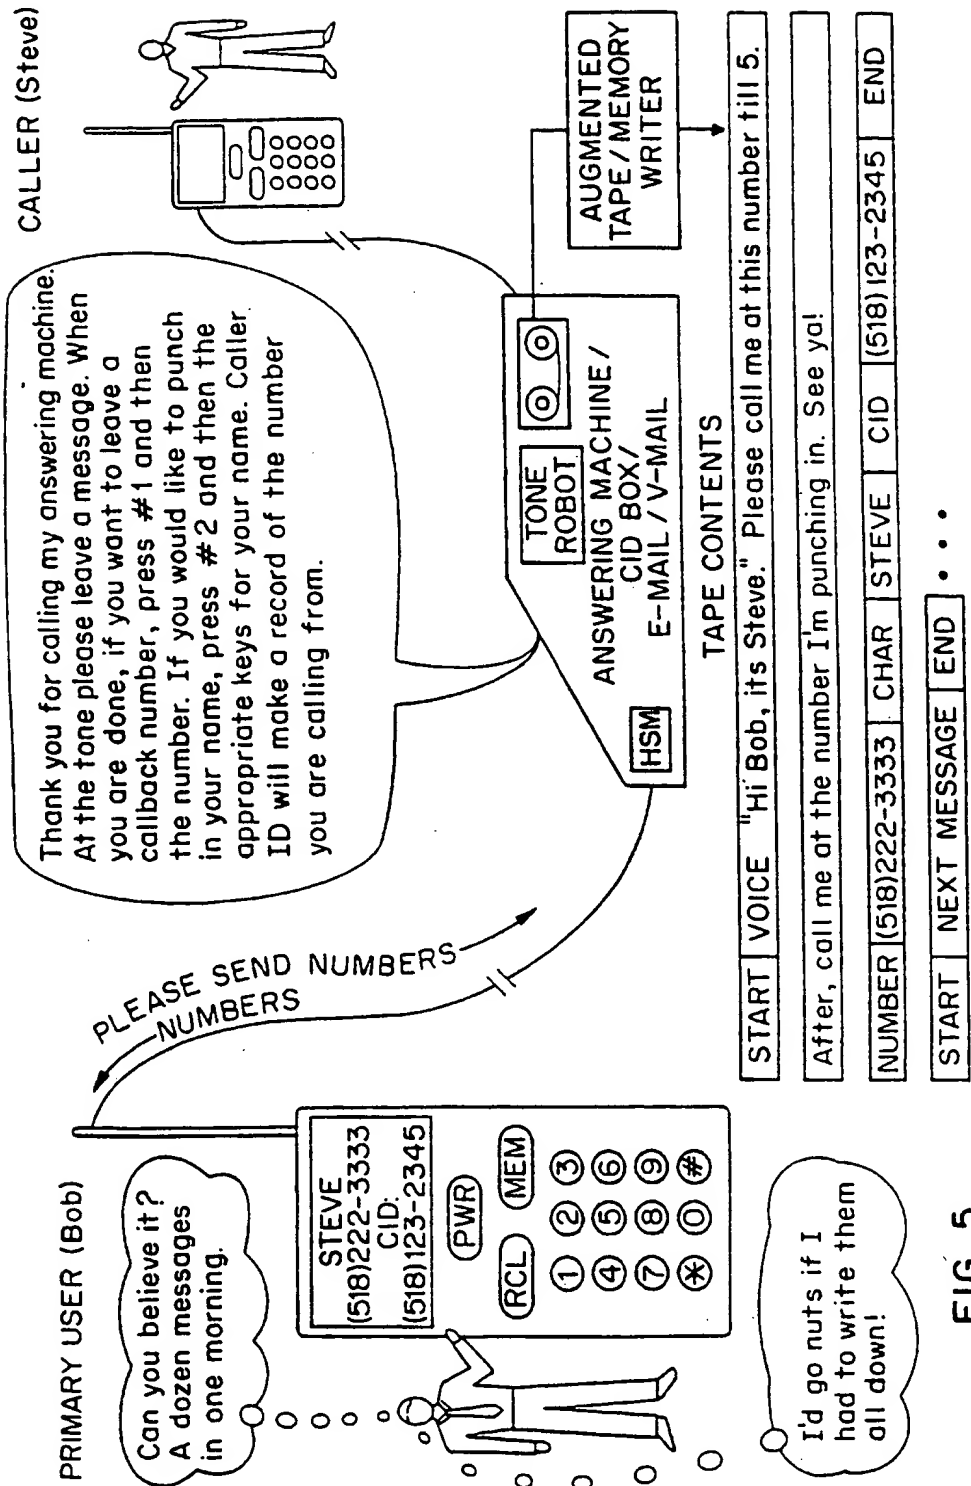 CALLER (Steve)
Thank you for calling my answering machine.
At the tone please leave a message. When
you are done, if you want to leave a
callback number, press #1 and then
the number. If you would like to punch
in your name, press #2 and then the
appropriate keys for your name. Caller
ID will make a record of the number
you are calling from.
PRIMARY USER (Bob)
Can you believe it?
A dozen messages
in one morning.
PLEASE SEND NUMBERS
NUMBERS
STEVE
(518)222-3333
CID:
(518)123-2345
PWR
RCL MEM
1 2 3
4 5 6
7 8 9
* 0 #
I'd go nuts if I
had to write them
all down!
TONE
ROBOT
ANSWERING MACHINE/
CID BOX/
E-MAIL/V-MAIL
HSM
AUGMENTED
TAPE/MEMORY
WRITER
TAPE CONTENTS
START VOICE "Hi Bob, its Steve." Please call me at this number till 5.
After, call me at the number I'm punching in. See ya!
NUMBER (518)222-3333 CHAR STEVE CID (518)123-2345 END
START NEXT MESSAGE END • • •
FIG. 5